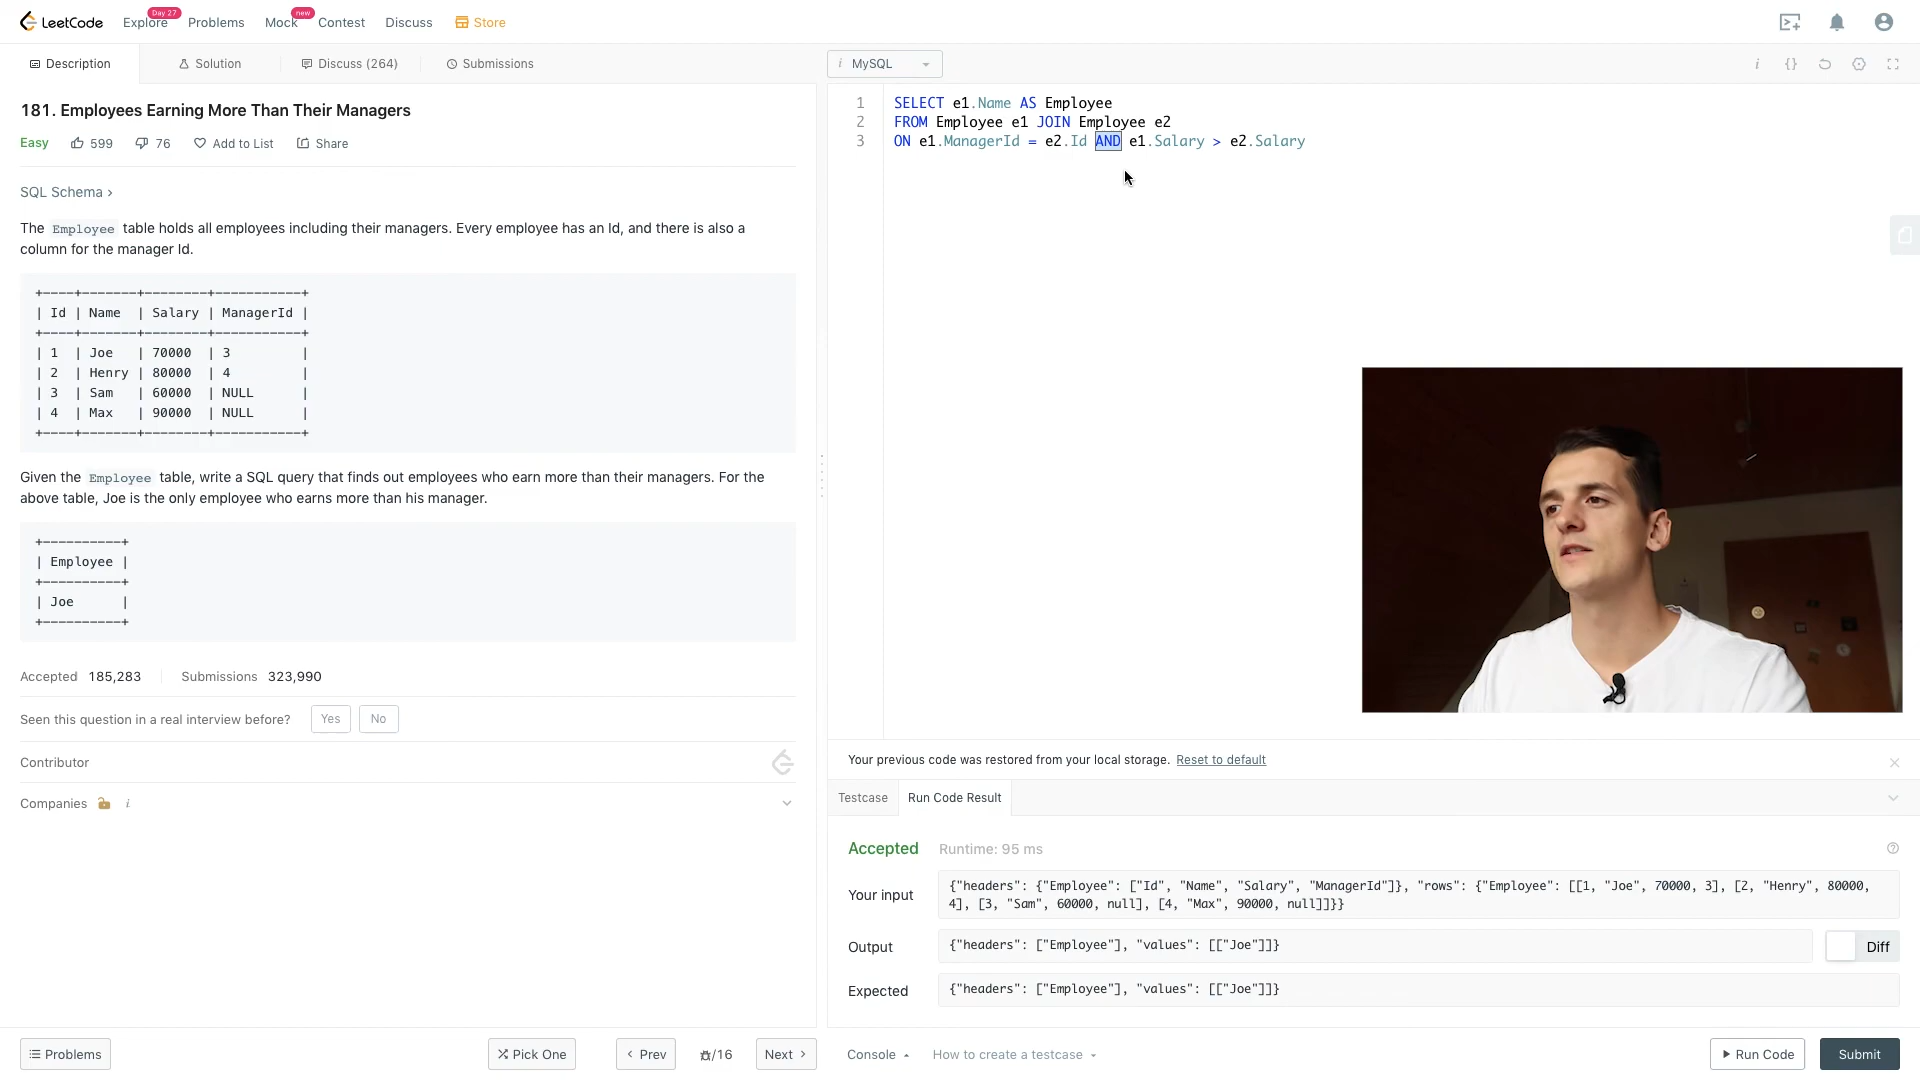 LeetCode
Explore
Day 27
Problems
Mock
new
Contest
Discuss
Store
Description
Solution
Discuss (264)
Submissions
i MySQL
i
{}
181. Employees Earning More Than Their Managers
Easy
599
76
Add to List
Share
SQL Schema ›
The Employee table holds all employees including their managers. Every employee has an Id, and there is also a
column for the manager Id.
+----+-------+--------+-----------+
| Id | Name  | Salary | ManagerId |
+----+-------+--------+-----------+
| 1  | Joe   | 70000  | 3         |
| 2  | Henry | 80000  | 4         |
| 3  | Sam   | 60000  | NULL      |
| 4  | Max   | 90000  | NULL      |
+----+-------+--------+-----------+
Given the Employee table, write a SQL query that finds out employees who earn more than their managers. For the
above table, Joe is the only employee who earns more than his manager.
+----------+
| Employee |
+----------+
| Joe      |
+----------+
Accepted 185,283
Submissions 323,990
Seen this question in a real interview before?
Yes
No
Contributor
Companies
i
1 SELECT e1.Name AS Employee
2 FROM Employee e1 JOIN Employee e2
3 ON e1.ManagerId = e2.Id AND e1.Salary > e2.Salary
Your previous code was restored from your local storage. Reset to default
Testcase
Run Code Result
Accepted
Runtime: 95 ms
Your input
{"headers": {"Employee": ["Id", "Name", "Salary", "ManagerId"]}, "rows": {"Employee": [[1, "Joe", 70000, 3], [2, "Henry", 80000,
4], [3, "Sam", 60000, null], [4, "Max", 90000, null]]}}
Output
{"headers": ["Employee"], "values": [["Joe"]]}
Diff
Expected
{"headers": ["Employee"], "values": [["Joe"]]}
Problems
Pick One
‹ Prev
/16
Next ›
Console
How to create a testcase
Run Code
Submit